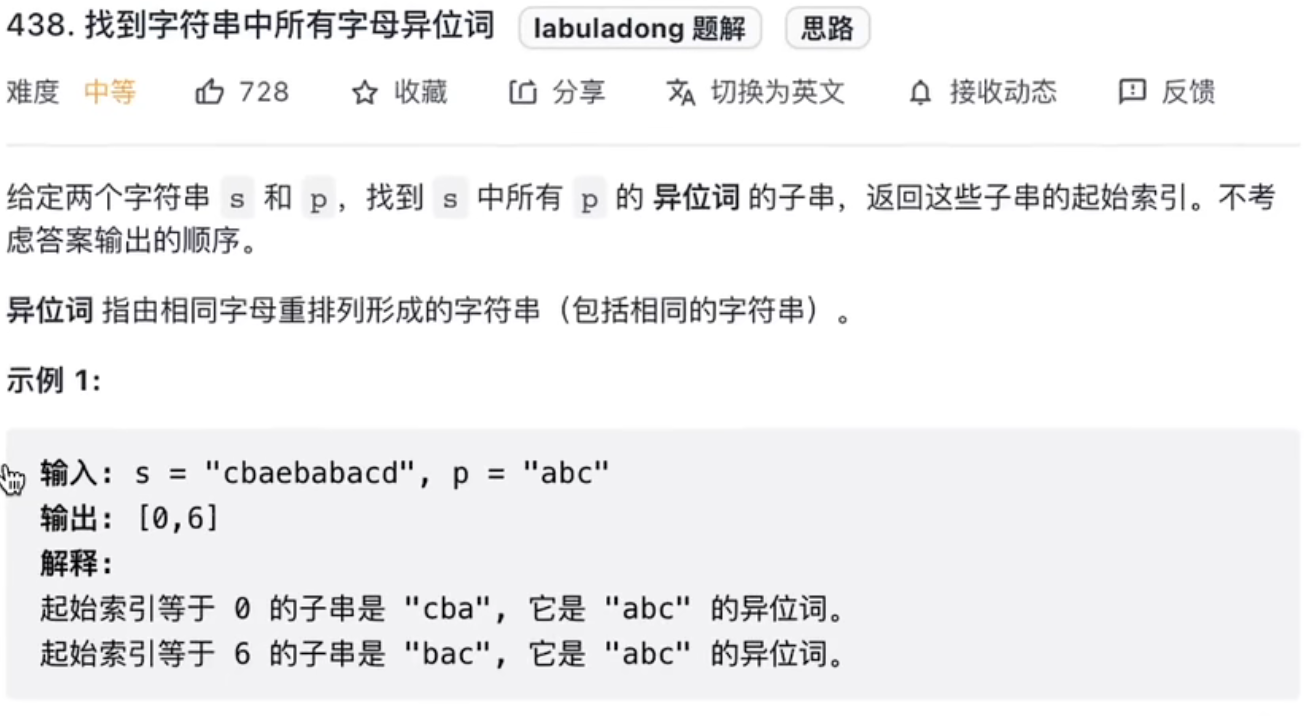 438. 找到字符串中所有字母异位词 labuladong 题解 思路
难度 中等 728 收藏 分享 切换为英文 接收动态 反馈
给定两个字符串 s 和 p，找到 s 中所有 p 的 异位词 的子串，返回这些子串的起始索引。不考
虑答案输出的顺序。
异位词 指由相同字母重排列形成的字符串（包括相同的字符串）。
示例 1:
输入: s = "cbaebabacd", p = "abc"
输出: [0,6]
解释:
起始索引等于 0 的子串是 "cba", 它是 "abc" 的异位词。
起始索引等于 6 的子串是 "bac", 它是 "abc" 的异位词。